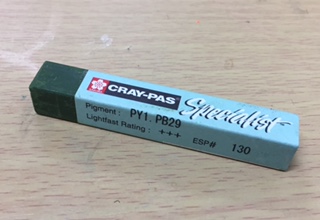 CRAY-PAS Specialist
Pigment: PY1. PB29
Lightfast Rating: +++ ESP# 130